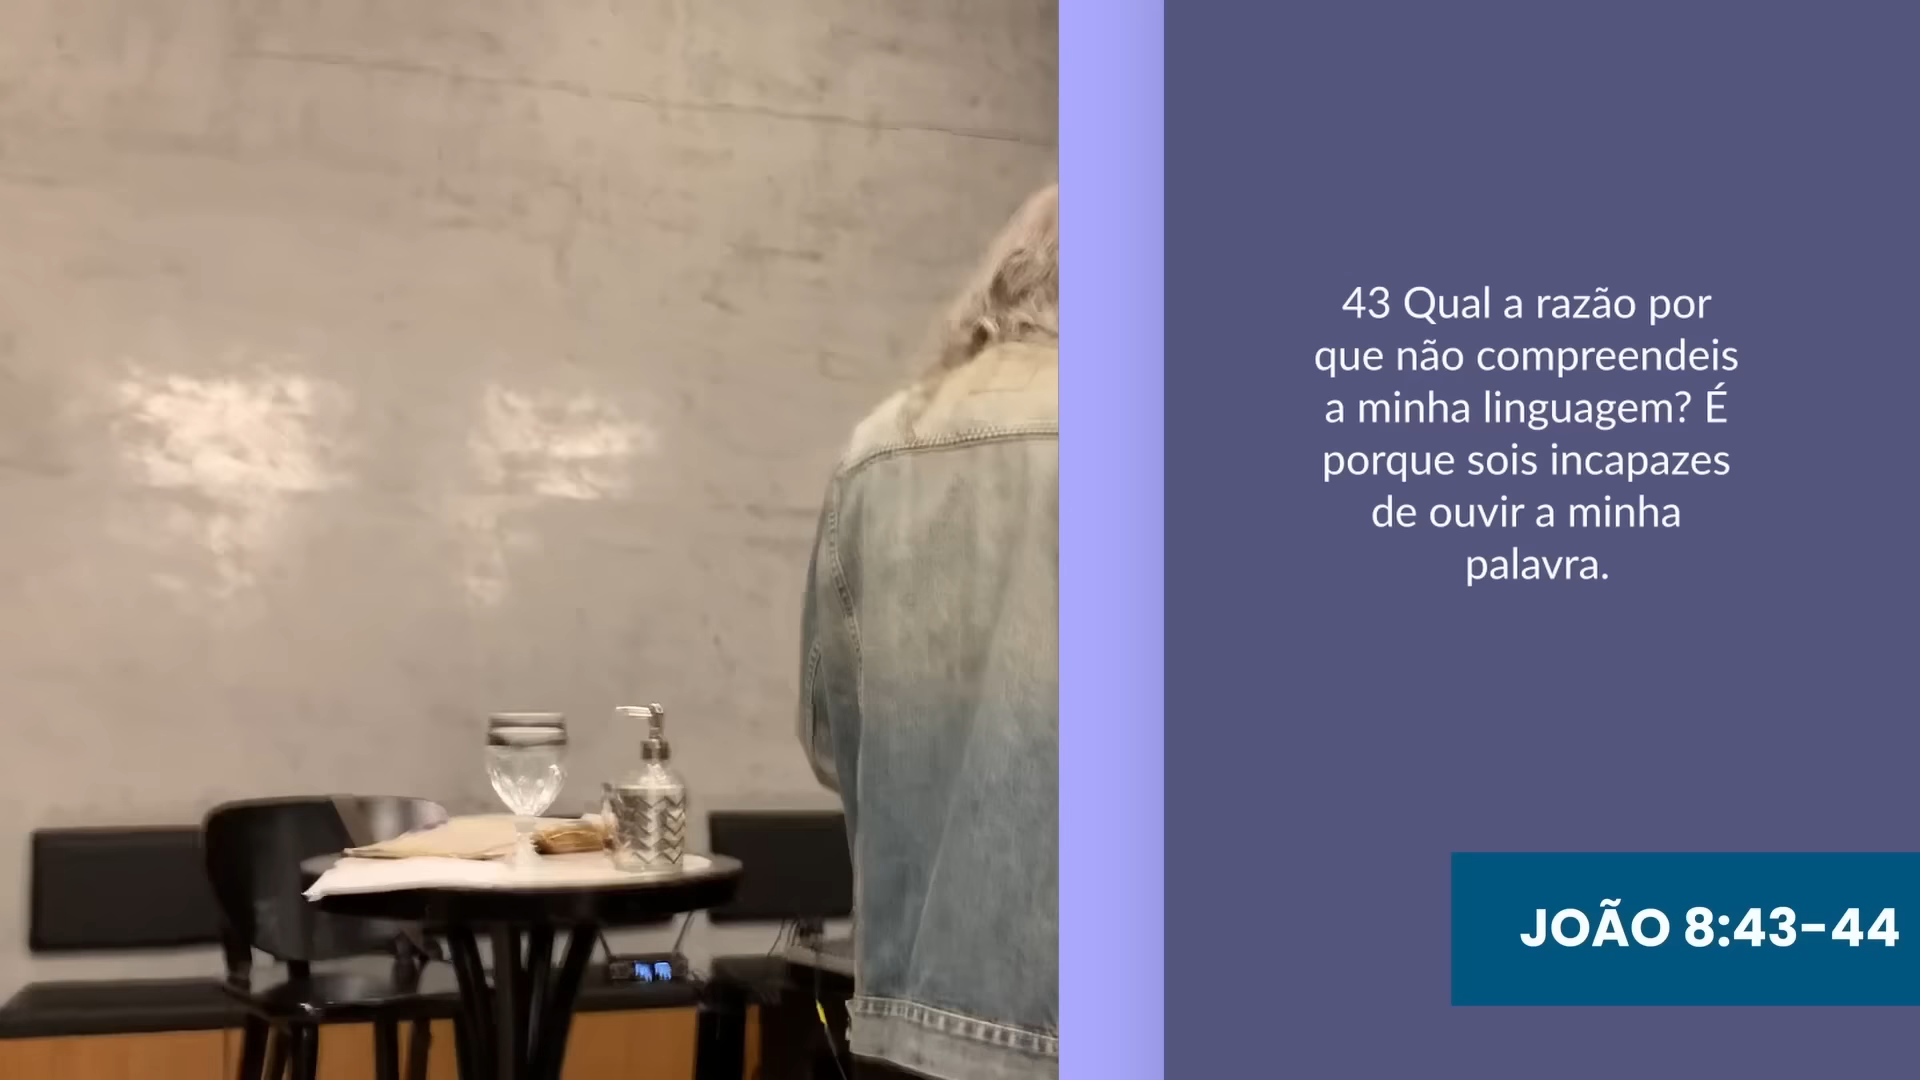 43 Qual a razão por
que não compreendeis
a minha linguagem? É
porque sois incapazes
de ouvir a minha
palavra.
JOÃO 8:43-44